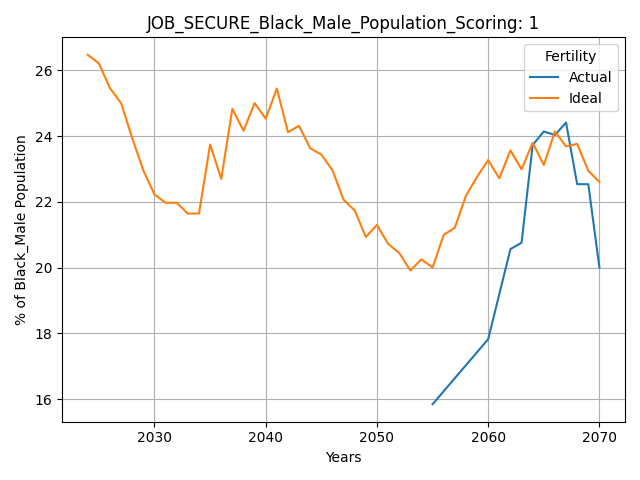 JOB_SECURE_Black_Male_Population_Scoring: 1
Fertility
Actual
Ideal
% of Black_Male Population
26
24
22
20
18
16
2030 2040 2050 2060 2070
Years